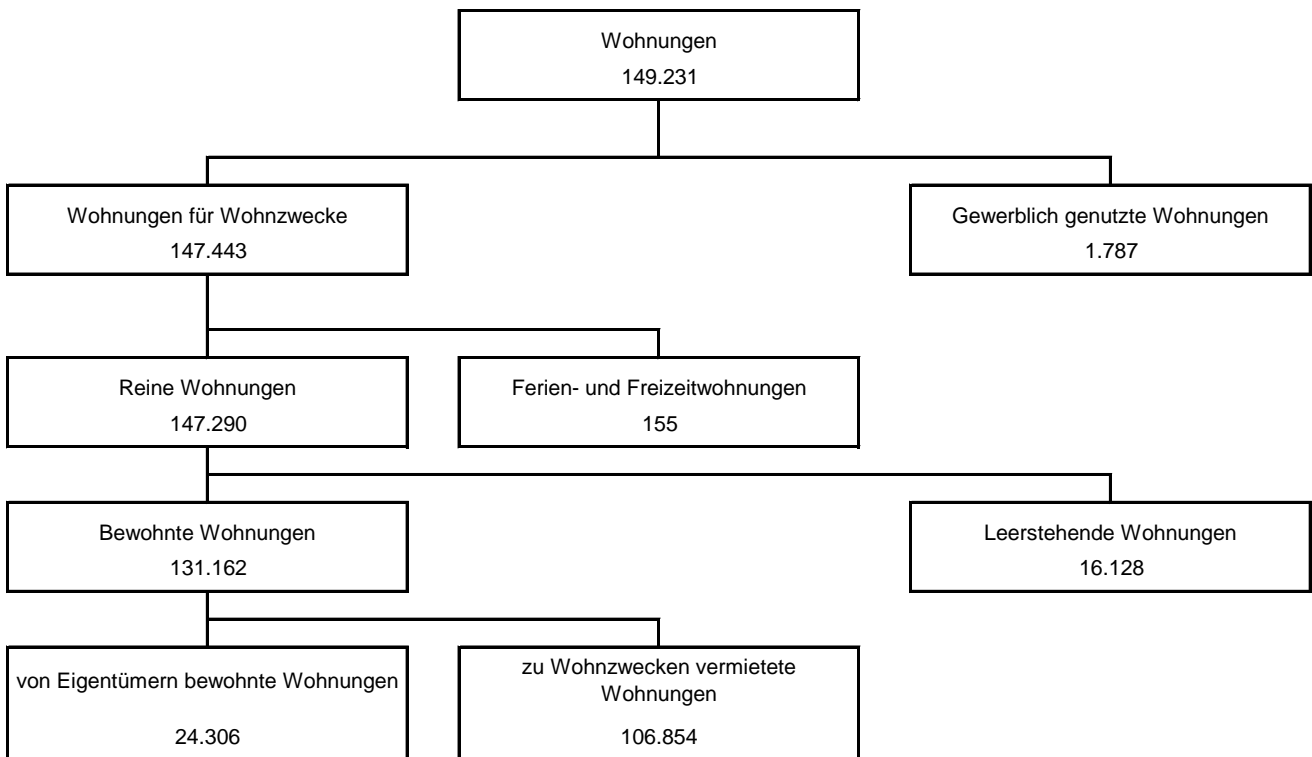 Wohnungen
149.231
Wohnungen für Wohnzwecke
147.443
Gewerblich genutzte Wohnungen
1.787
Reine Wohnungen
147.290
Ferien- und Freizeitwohnungen
155
Bewohnte Wohnungen
131.162
Leerstehende Wohnungen
16.128
von Eigentümern bewohnte Wohnungen
24.306
zu Wohnzwecken vermietete
Wohnungen
106.854